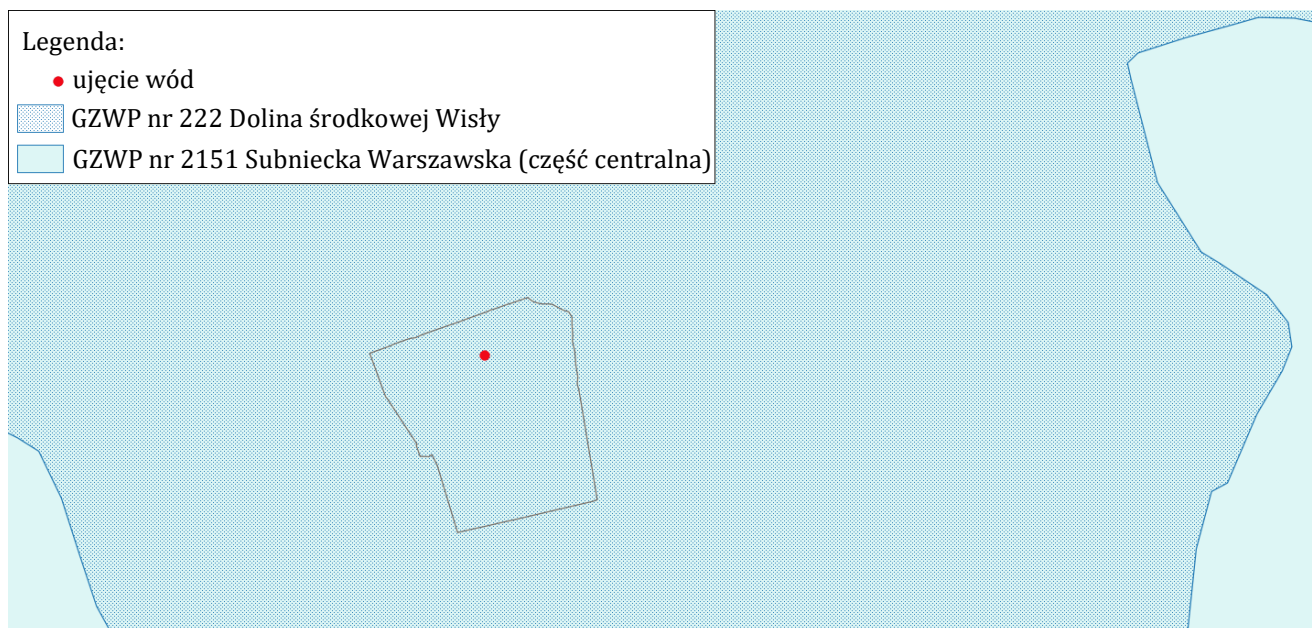 Legenda:
ujęcie wód
GZWP nr 222 Dolina środkowej Wisły
GZWP nr 2151 Subniecka Warszawska (część centralna)